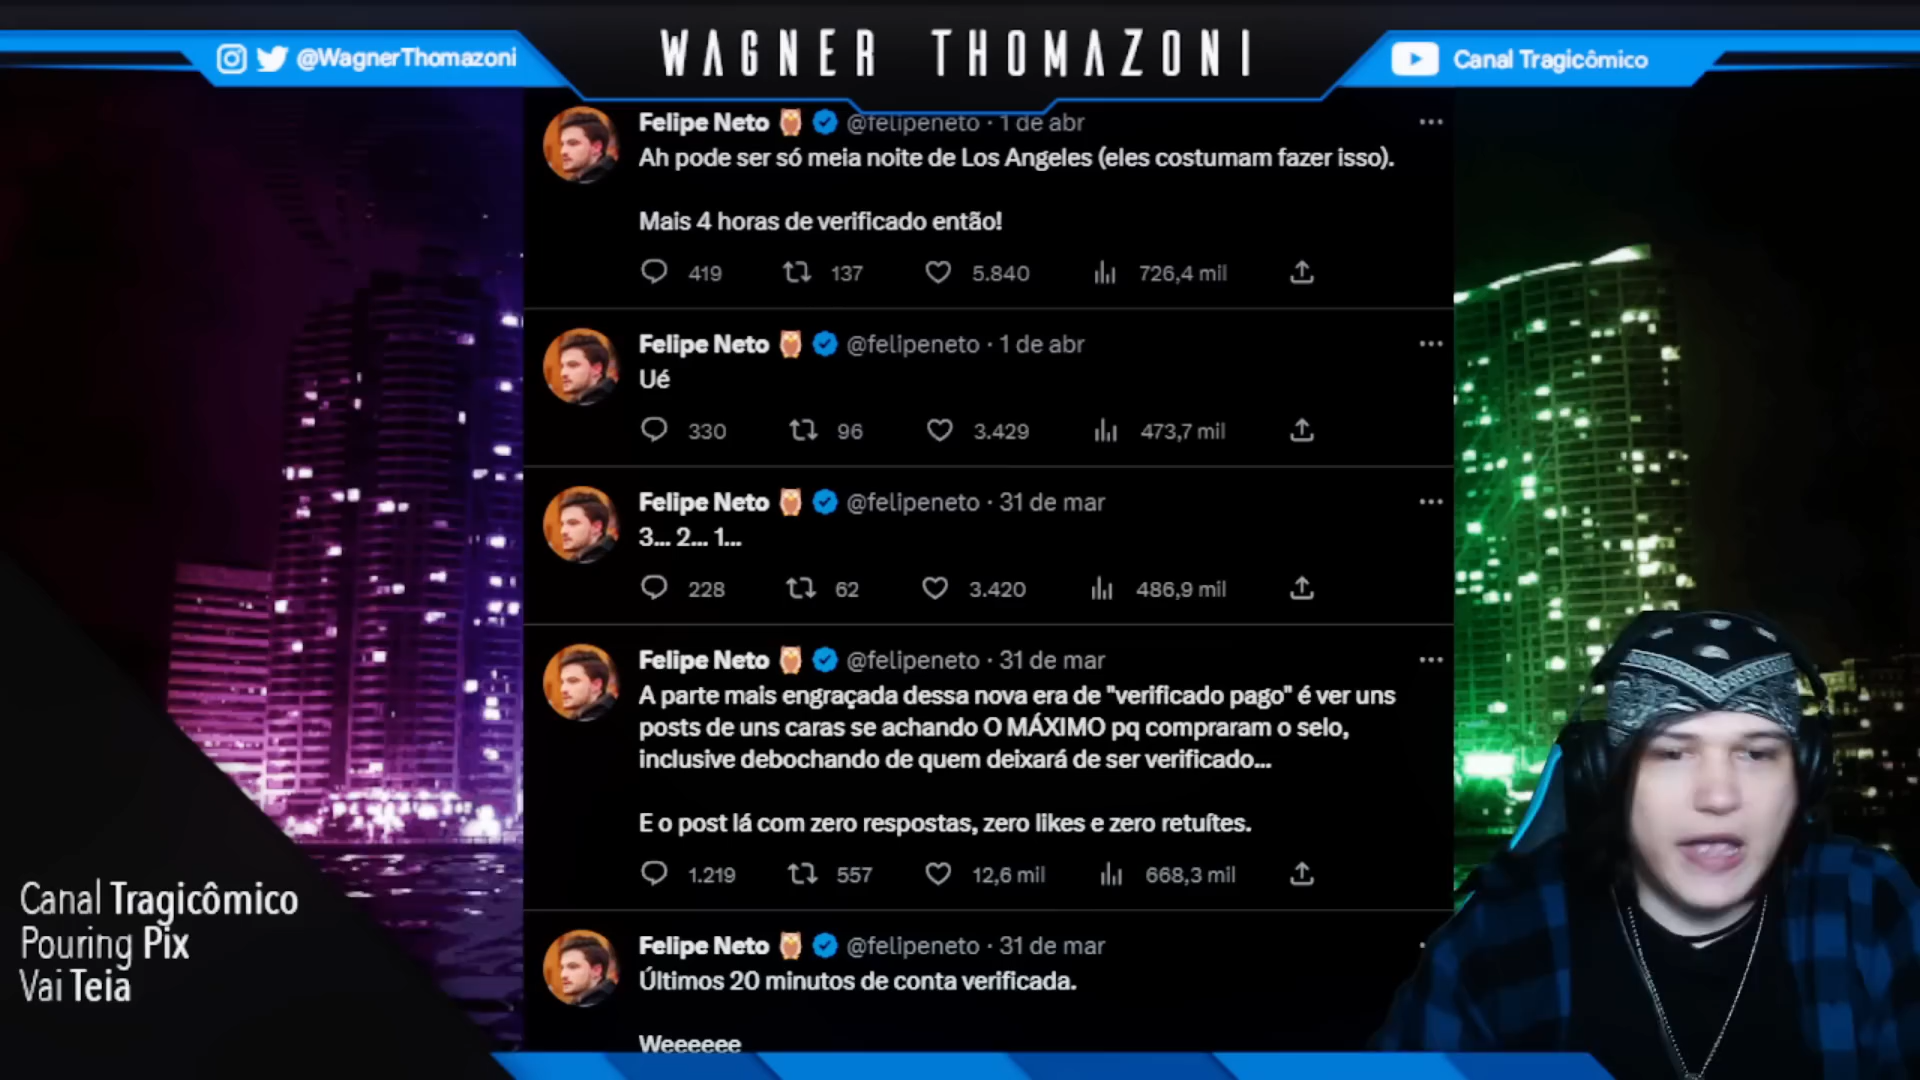 WAGNER THOMAZONI
@WagnerThomazoni
Canal Tragicômico
Felipe Neto @felipeneto · 1 de abr
Ah pode ser só meia noite de Los Angeles (eles costumam fazer isso).
Mais 4 horas de verificado então!
419 137 5.840 726,4 mil
Felipe Neto @felipeneto · 1 de abr
Ué
330 96 3.429 473,7 mil
Felipe Neto @felipeneto · 31 de mar
3... 2... 1...
228 62 3.420 486,9 mil
Felipe Neto @felipeneto · 31 de mar
A parte mais engraçada dessa nova era de "verificado pago" é ver uns
posts de uns caras se achando O MÁXIMO pq compraram o selo,
inclusive debochando de quem deixará de ser verificado...
E o post lá com zero respostas, zero likes e zero retuítes.
1.219 557 12,6 mil 668,3 mil
Felipe Neto @felipeneto · 31 de mar
Últimos 20 minutos de conta verificada.
Weeeeee
Canal Tragicômico
Pouring Pix
Vai Teia